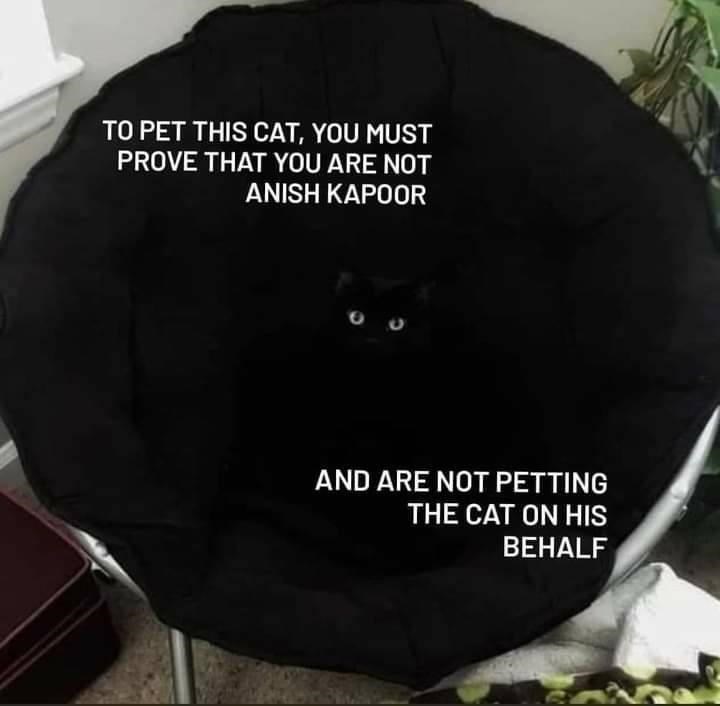 TO PET THIS CAT, YOU MUST
PROVE THAT YOU ARE NOT
ANISH KAPOOR
AND ARE NOT PETTING
THE CAT ON HIS
BEHALF